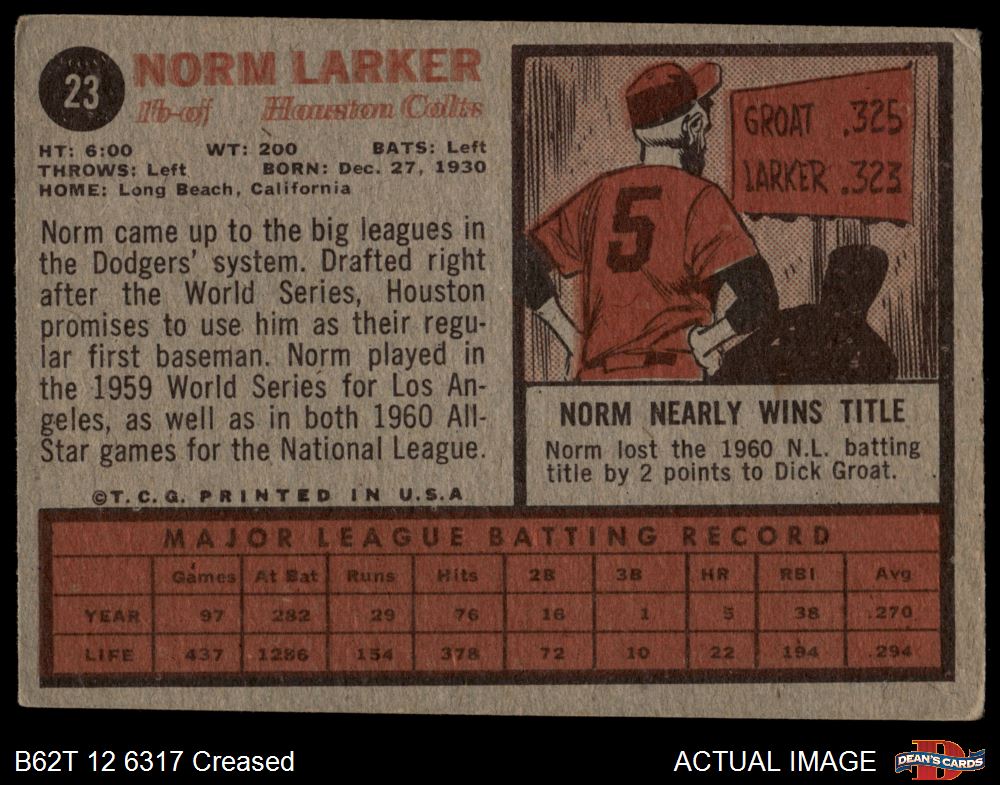 23
NORM LARKER
1b-of Houston Colts
HT: 6:00 WT: 200 BATS: Left
THROWS: Left BORN: Dec. 27, 1930
HOME: Long Beach, California
Norm came up to the big leagues in
the Dodgers' system. Drafted right
after the World Series, Houston
promises to use him as their regu-
lar first baseman. Norm played in
the 1959 World Series for Los An-
geles, as well as in both 1960 All-
Star games for the National League.
©T.C.G. PRINTED IN U.S.A
GROAT .325
LARKER .323
5
NORM NEARLY WINS TITLE
Norm lost the 1960 N.L. batting
title by 2 points to Dick Groat.
MAJOR LEAGUE BATTING RECORD
Games At Bat Runs Hits 2B 3B HR RBI Avg
YEAR 97 282 29 76 16 1 5 38 .270
LIFE 437 1286 154 378 72 10 22 194 .294
B62T 12 6317 Creased
ACTUAL IMAGE
D
DEAN'S CARDS